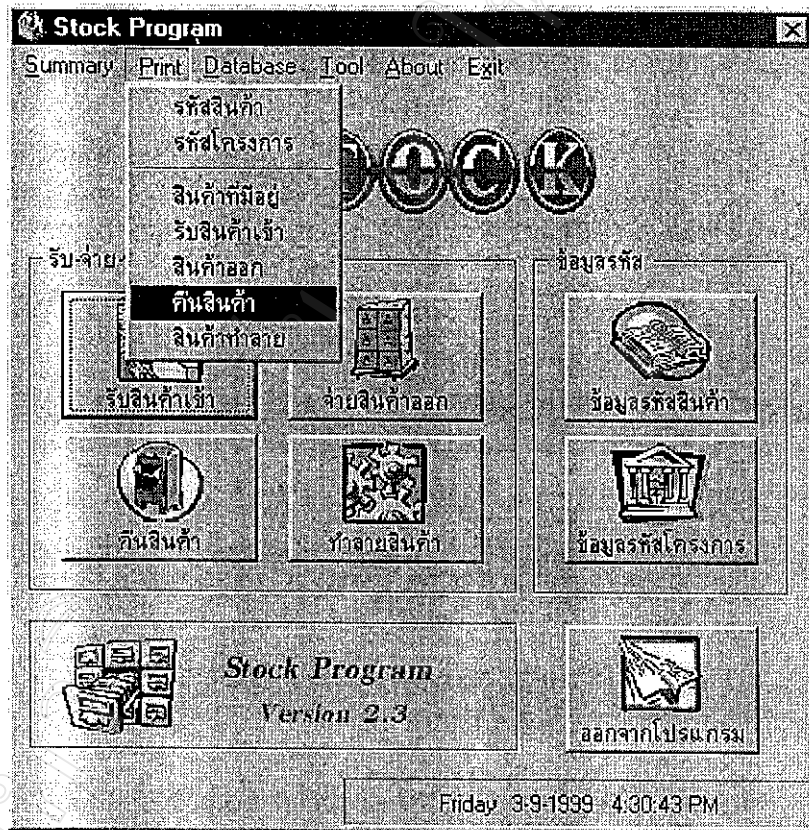 Stock Program
Summary Print Database Tool About Exit
รหัสสินค้า
รหัสโครงการ
สินค้าที่มีอยู่
รับสินค้าเข้า
สินค้าออก
คืนสินค้า
สินค้าทำลาย
O C K
รับ-จ่าย
ข้อมูลรหัส
รับสินค้าเข้า
จ่ายสินค้าออก
ข้อมูลรหัสสินค้า
คืนสินค้า
ทำลายสินค้า
ข้อมูลรหัสโครงการ
Stock Program
Version 2.3
ออกจากโปรแกรม
Friday 3-9-1999 4:30:43 PM